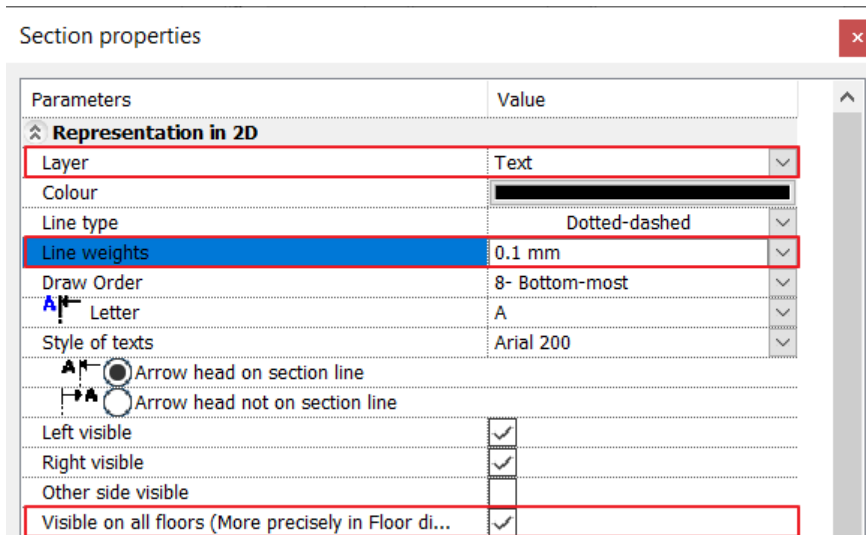 Section properties
Parameters Value
Representation in 2D
Layer Text
Colour
Line type Dotted-dashed
Line weights 0.1 mm
Draw Order 8- Bottom-most
A Letter A
Style of texts Arial 200
A Arrow head on section line
A Arrow head not on section line
Left visible
Right visible
Other side visible
Visible on all floors (More precisely in Floor di...